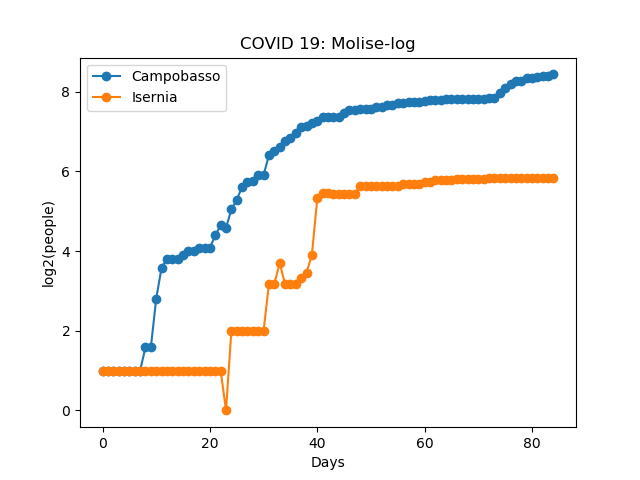 COVID 19: Molise-log
Campobasso
Isernia
log2(people)
8
6
4
2
0
0 20 40 60 80
Days